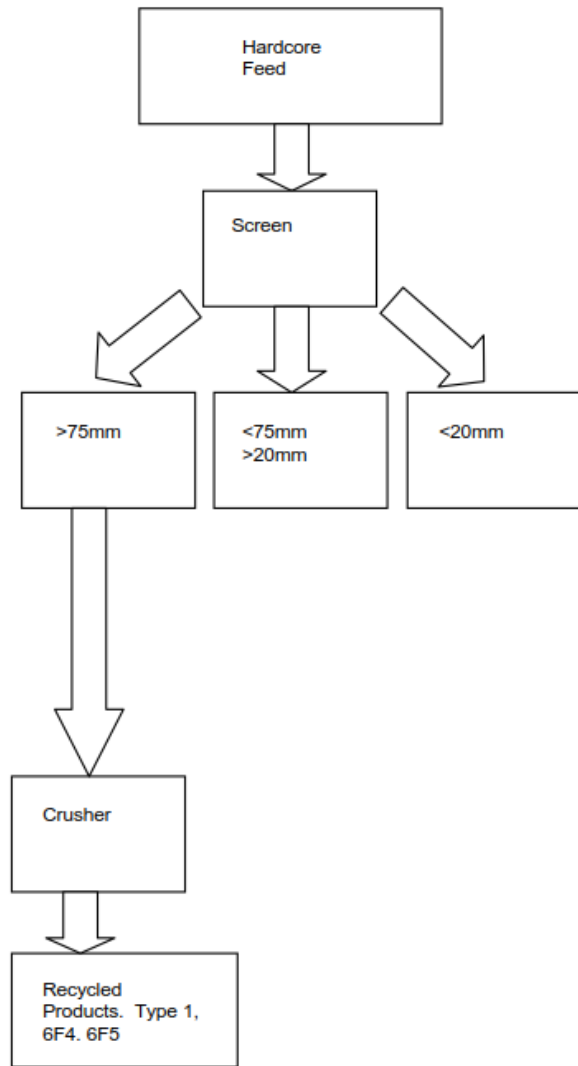 Hardcore
Feed
Screen
>75mm
<75mm
>20mm
<20mm
Crusher
Recycled
Products.  Type 1,
6F4. 6F5